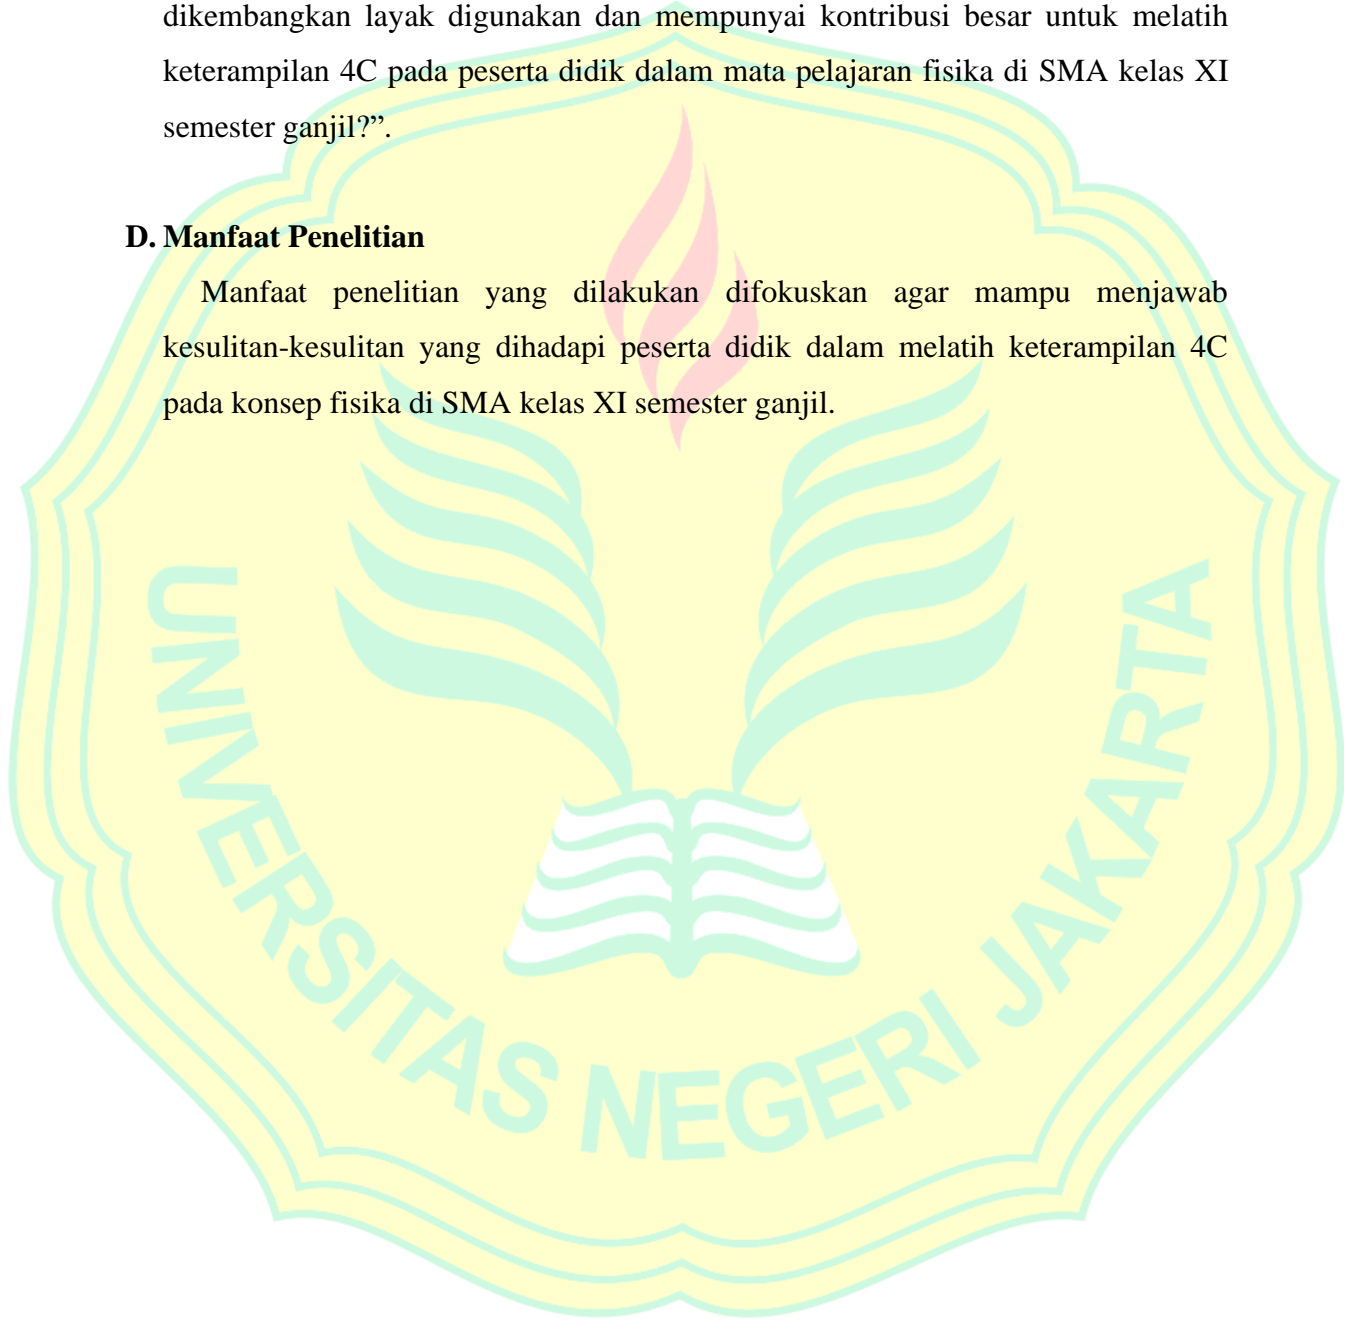 dikembangkan layak digunakan dan mempunyai kontribusi besar untuk melatih
keterampilan 4C pada peserta didik dalam mata pelajaran fisika di SMA kelas XI
semester ganjil?”.
D. Manfaat Penelitian
Manfaat penelitian yang dilakukan difokuskan agar mampu menjawab
kesulitan-kesulitan yang dihadapi peserta didik dalam melatih keterampilan 4C
pada konsep fisika di SMA kelas XI semester ganjil.
UNIVERSITAS NEGERI JAKARTA